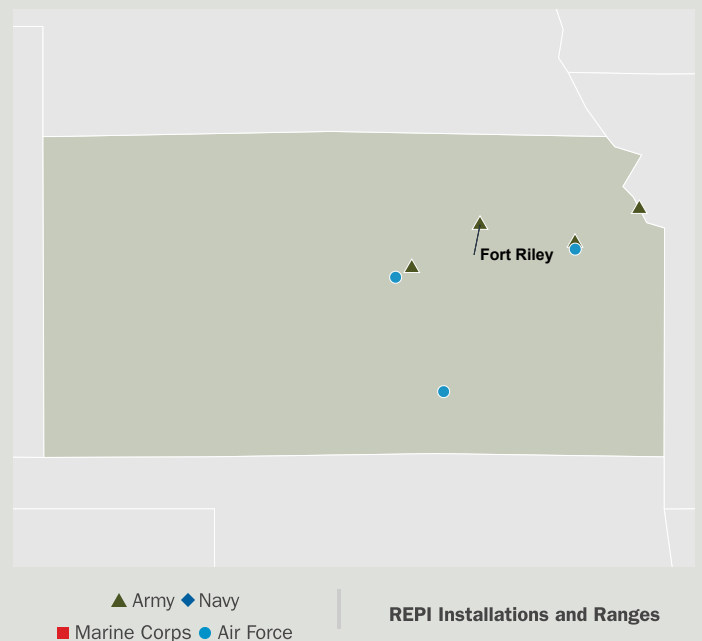 Fort Riley
Army Navy
Marine Corps Air Force
REPI Installations and Ranges